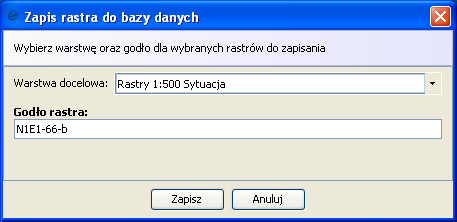 Zapis rastra do bazy danych
Wybierz warstwę oraz godło dla wybranych rastrów do zapisania
Warstwa docelowa: Rastry 1:500 Sytuacja
Godło rastra:
N1E1-66-b
Zapisz Anuluj